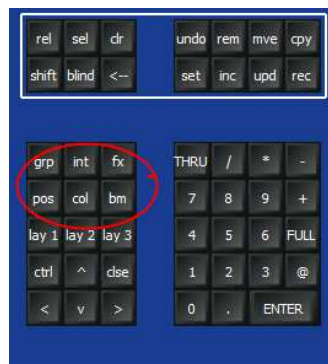 rel sel clr undo rem mve cpy
shift blind <-- set inc upd rec
grp int fx THRU / * -
pos col bm 7 8 9 +
lay 1 lay 2 lay 3 4 5 6 FULL
ctrl ^ clse 1 2 3 @
< v > 0 . ENTER